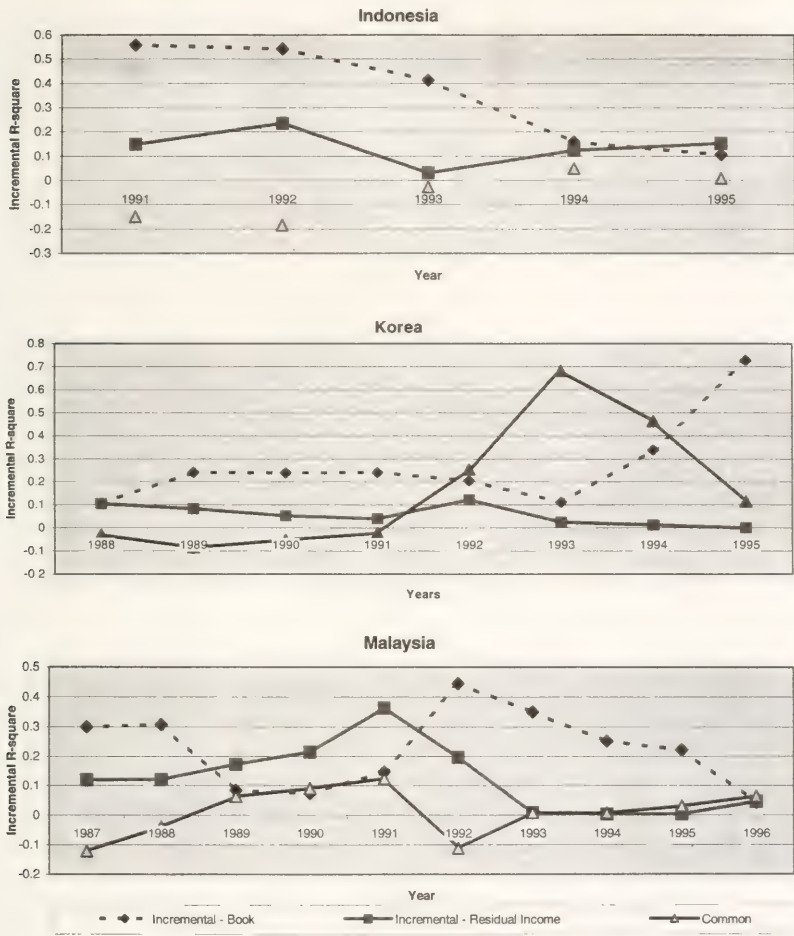 Indonesia
0.6
0.5
0.4
0.3
0.2
0.1
0
-0.1
-0.2
-0.3
Incremental R-square
1991 1992 1993 1994 1995
Year
Korea
0.8
0.7
0.6
0.5
0.4
0.3
0.2
0.1
0
-0.1
-0 2
Incremental R-square
1988 1989 1990 1991 1992 1993 1994 1995
Years
Malaysia
0.5
0.4
0.3
0.2
0.1
0
-0.1
-0.2
Incremental R-square
1987 1988 1989 1990 1991 1992 1993 1994 1995 1996
Year
Incremental - Book Incremental - Residual Income Common